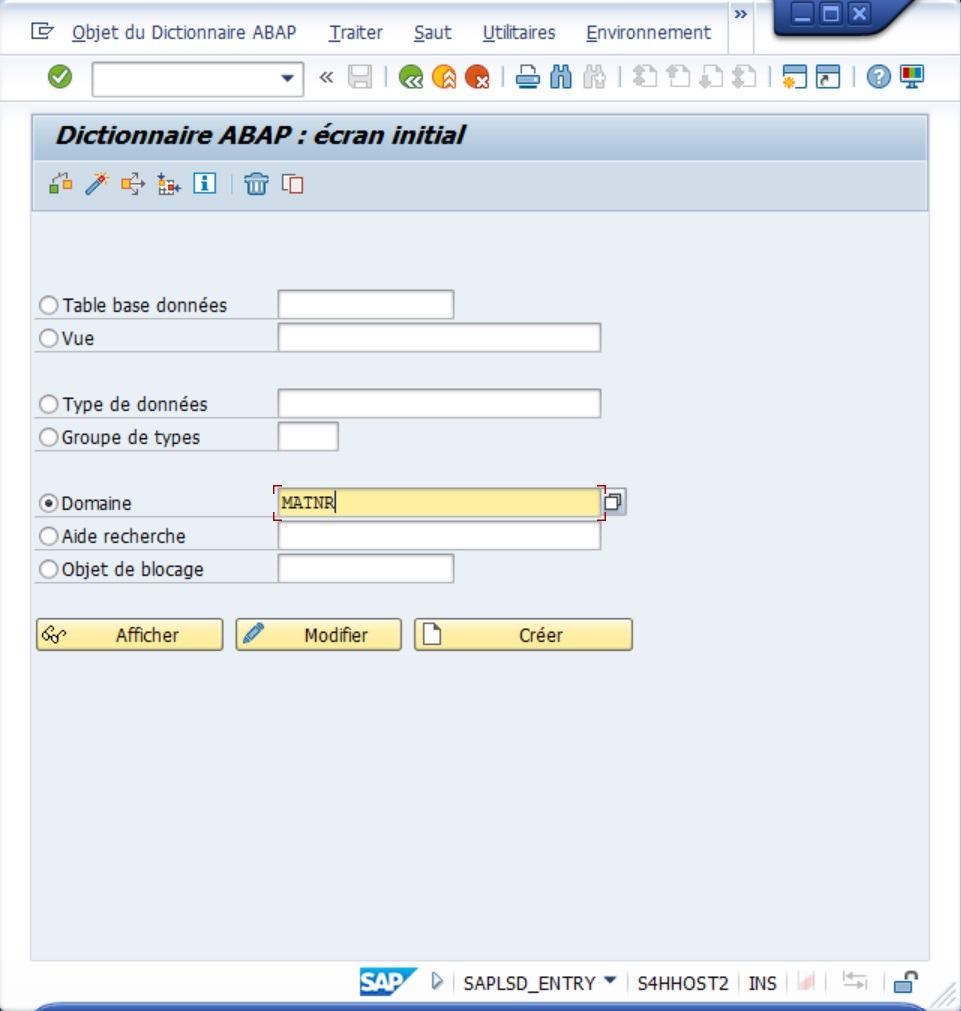 Objet du Dictionnaire ABAP Traiter Saut Utilitaires Environnement »
«
Dictionnaire ABAP : écran initial
Table base données
Vue
Type de données
Groupe de types
Domaine MATNR
Aide recherche
Objet de blocage
Afficher Modifier Créer
SAP SAPLSD_ENTRY S4HHOST2 INS